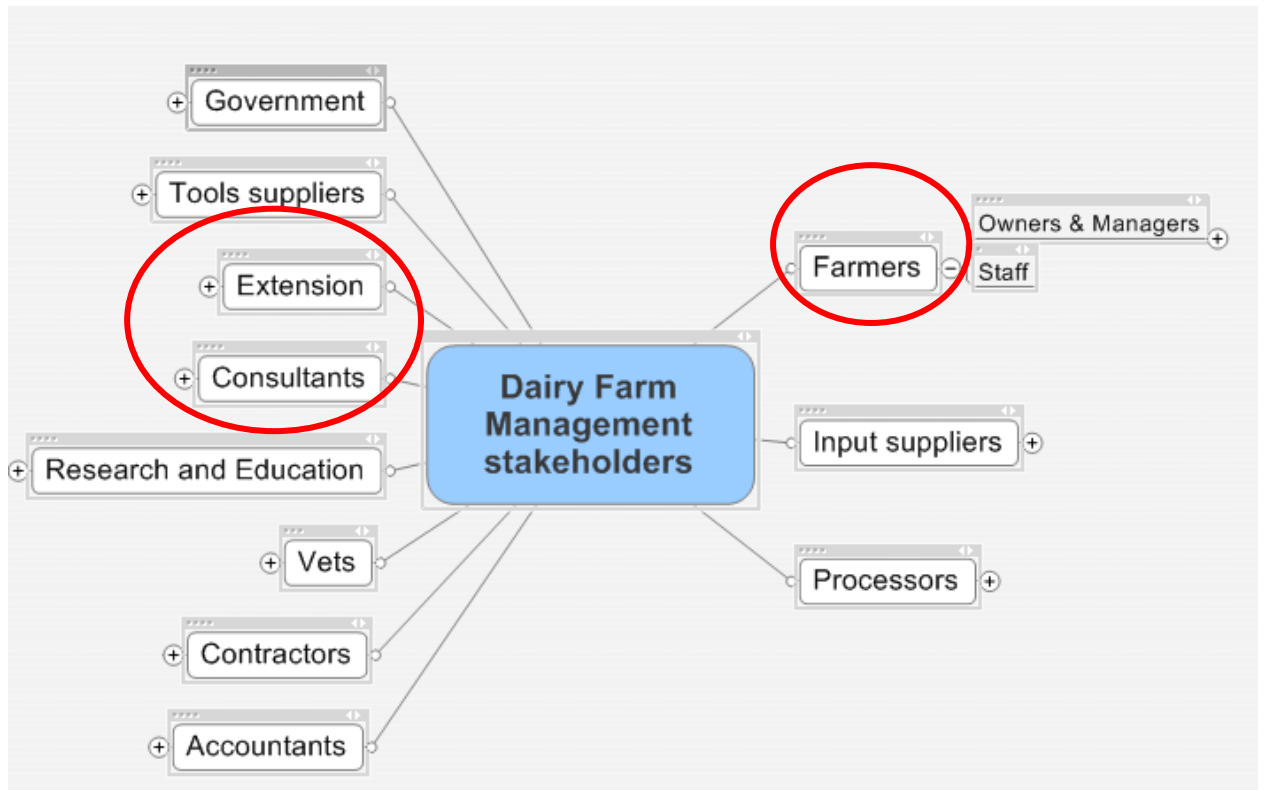 Government
Tools suppliers
Extension
Consultants
Research and Education
Vets
Contractors
Accountants
Dairy Farm
Management
stakeholders
Farmers
Owners & Managers
Staff
Input suppliers
Processors